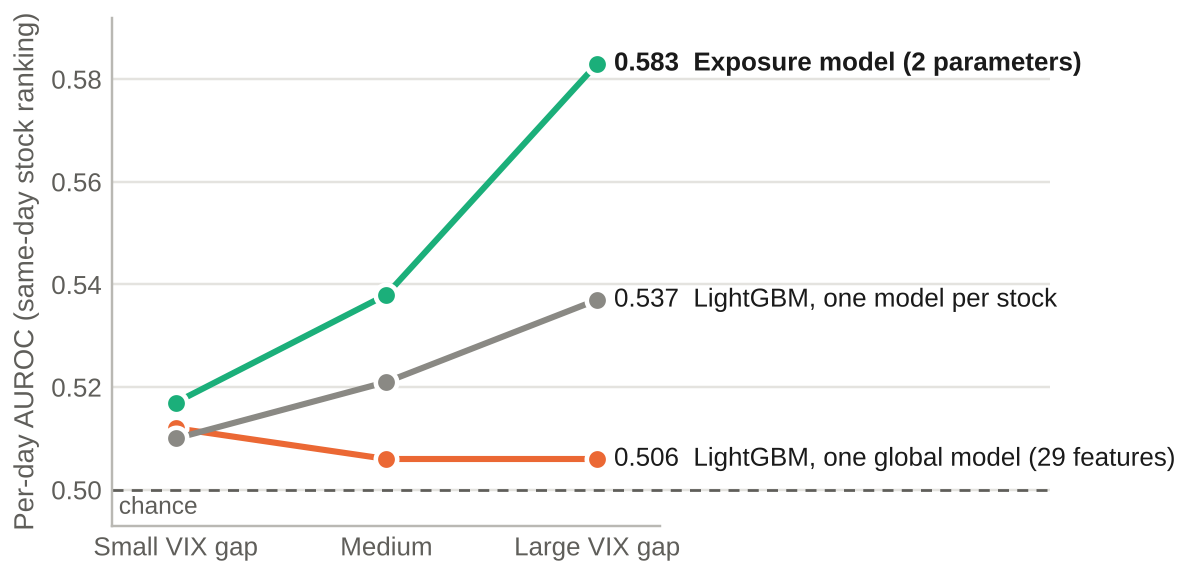 Per-day AUROC (same-day stock ranking)
0.58
0.56
0.54
0.52
0.50
0.583 Exposure model (2 parameters)
0.537 LightGBM, one model per stock
0.506 LightGBM, one global model (29 features)
chance
Small VIX gap
Medium
Large VIX gap